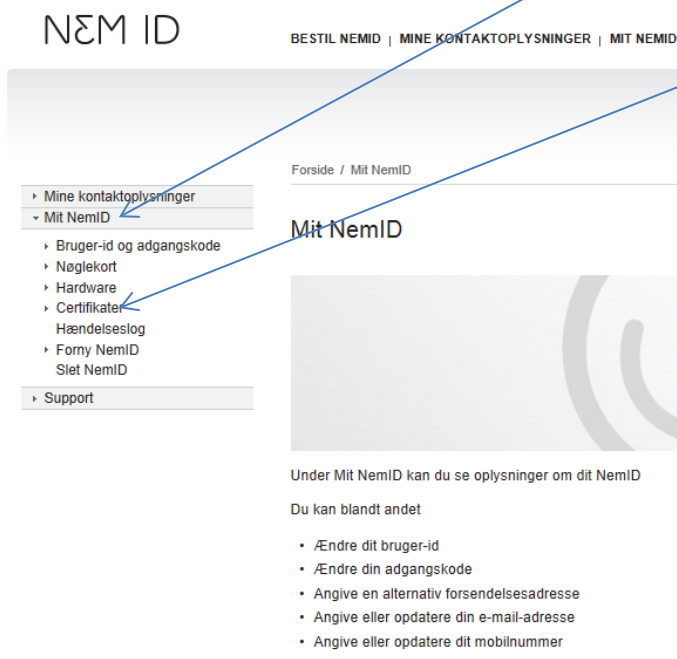 NEM ID
BESTIL NEMID | MINE KONTAKTOPLYSNINGER | MIT NEMID
Forside / Mit NemID
Mine kontaktoplysninger
Mit NemID
Bruger-id og adgangskode
Nøglekort
Hardware
Certifikater
Hændelseslog
Forny NemID
Slet NemID
Support
Mit NemID
Under Mit NemID kan du se oplysninger om dit NemID
Du kan blandt andet
• Ændre dit bruger-id
• Ændre din adgangskode
• Angive en alternativ forsendelsesadresse
• Angive eller opdatere din e-mail-adresse
• Angive eller opdatere dit mobilnummer